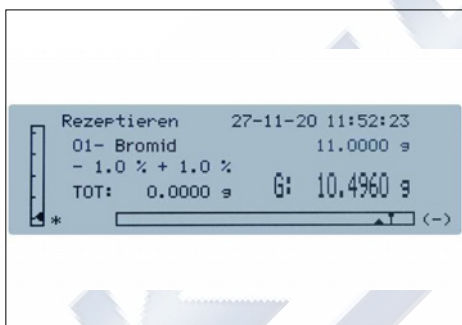 Rezeptieren 27-11-20 11:52:23
01- Bromid 11.0000 g
- 1.0 % + 1.0 %
TOT: 0.0000 g G: 10.4960 g
* (-)